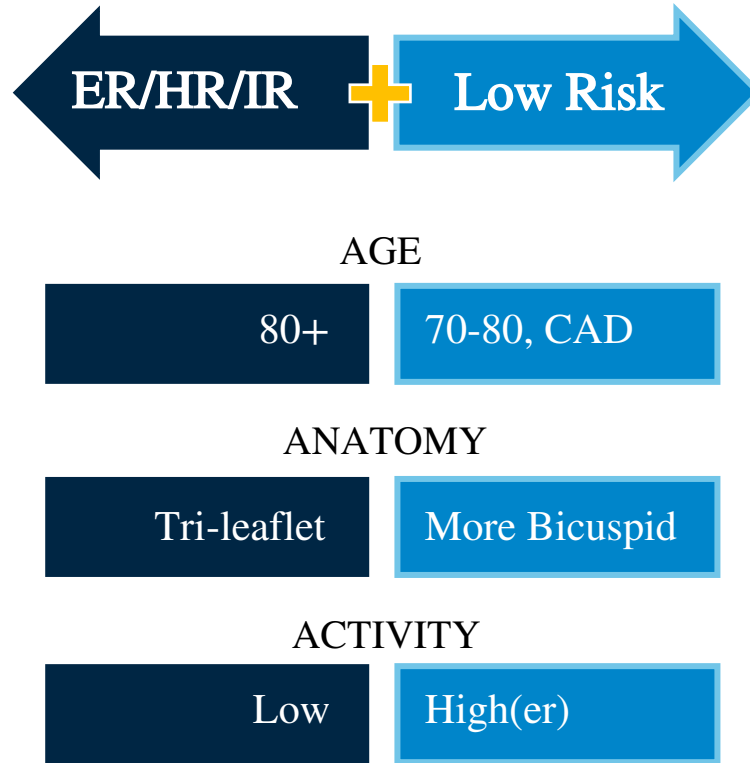 ER/HR/IR Low Risk
AGE
80+ 70-80, CAD
ANATOMY
Tri-leaflet More Bicuspid
ACTIVITY
Low High(er)